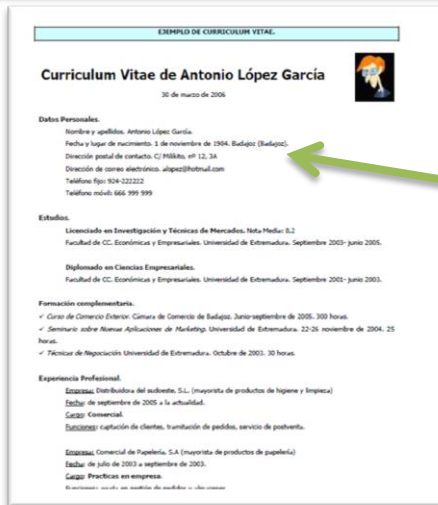 EJEMPLO DE CURRICULUM VITAE.
Curriculum Vitae de Antonio López García
30 de marzo de 2006
Datos Personales.
Nombre y apellidos. Antonio López García.
Fecha y lugar de nacimiento. 1 de noviembre de 1984. Badajoz (Badajoz).
Dirección postal de contacto. C/ Milikito, nº 12, 3A
Dirección de correo electrónico. alopez@hotmail.com
Teléfono fijo: 924-222222
Teléfono móvil: 666 999 999
Estudios.
Licenciado en Investigación y Técnicas de Mercados. Nota Media: 8.2
Facultad de CC. Económicas y Empresariales. Universidad de Extremadura. Septiembre 2003- junio 2005.
Diplomado en Ciencias Empresariales.
Facultad de CC. Económicas y Empresariales. Universidad de Extremadura. Septiembre 2001- junio 2003.
Formación complementaria.
✓ Curso de Comercio Exterior. Cámara de Comercio de Badajoz. Junio-septiembre de 2005. 300 horas.
✓ Seminario sobre Nuevas Aplicaciones de Marketing. Universidad de Extremadura. 22-26 noviembre de 2004. 25
horas.
✓ Técnicas de Negociación. Universidad de Extremadura. Octubre de 2003. 30 horas.
Experiencia Profesional.
Empresa: Distribuidora del sudoeste, S.L. (mayorista de productos de higiene y limpieza)
Fecha: de septiembre de 2005 a la actualidad.
Cargo: Comercial.
Funciones: captución de clientes, tramitación de pedidos, servicio de postventa.
Empresa: Comercial de Papelería, S.A (mayorista de productos de papelería)
Fecha: de julio de 2003 a septiembre de 2003.
Cargo: Practicas en empresa.